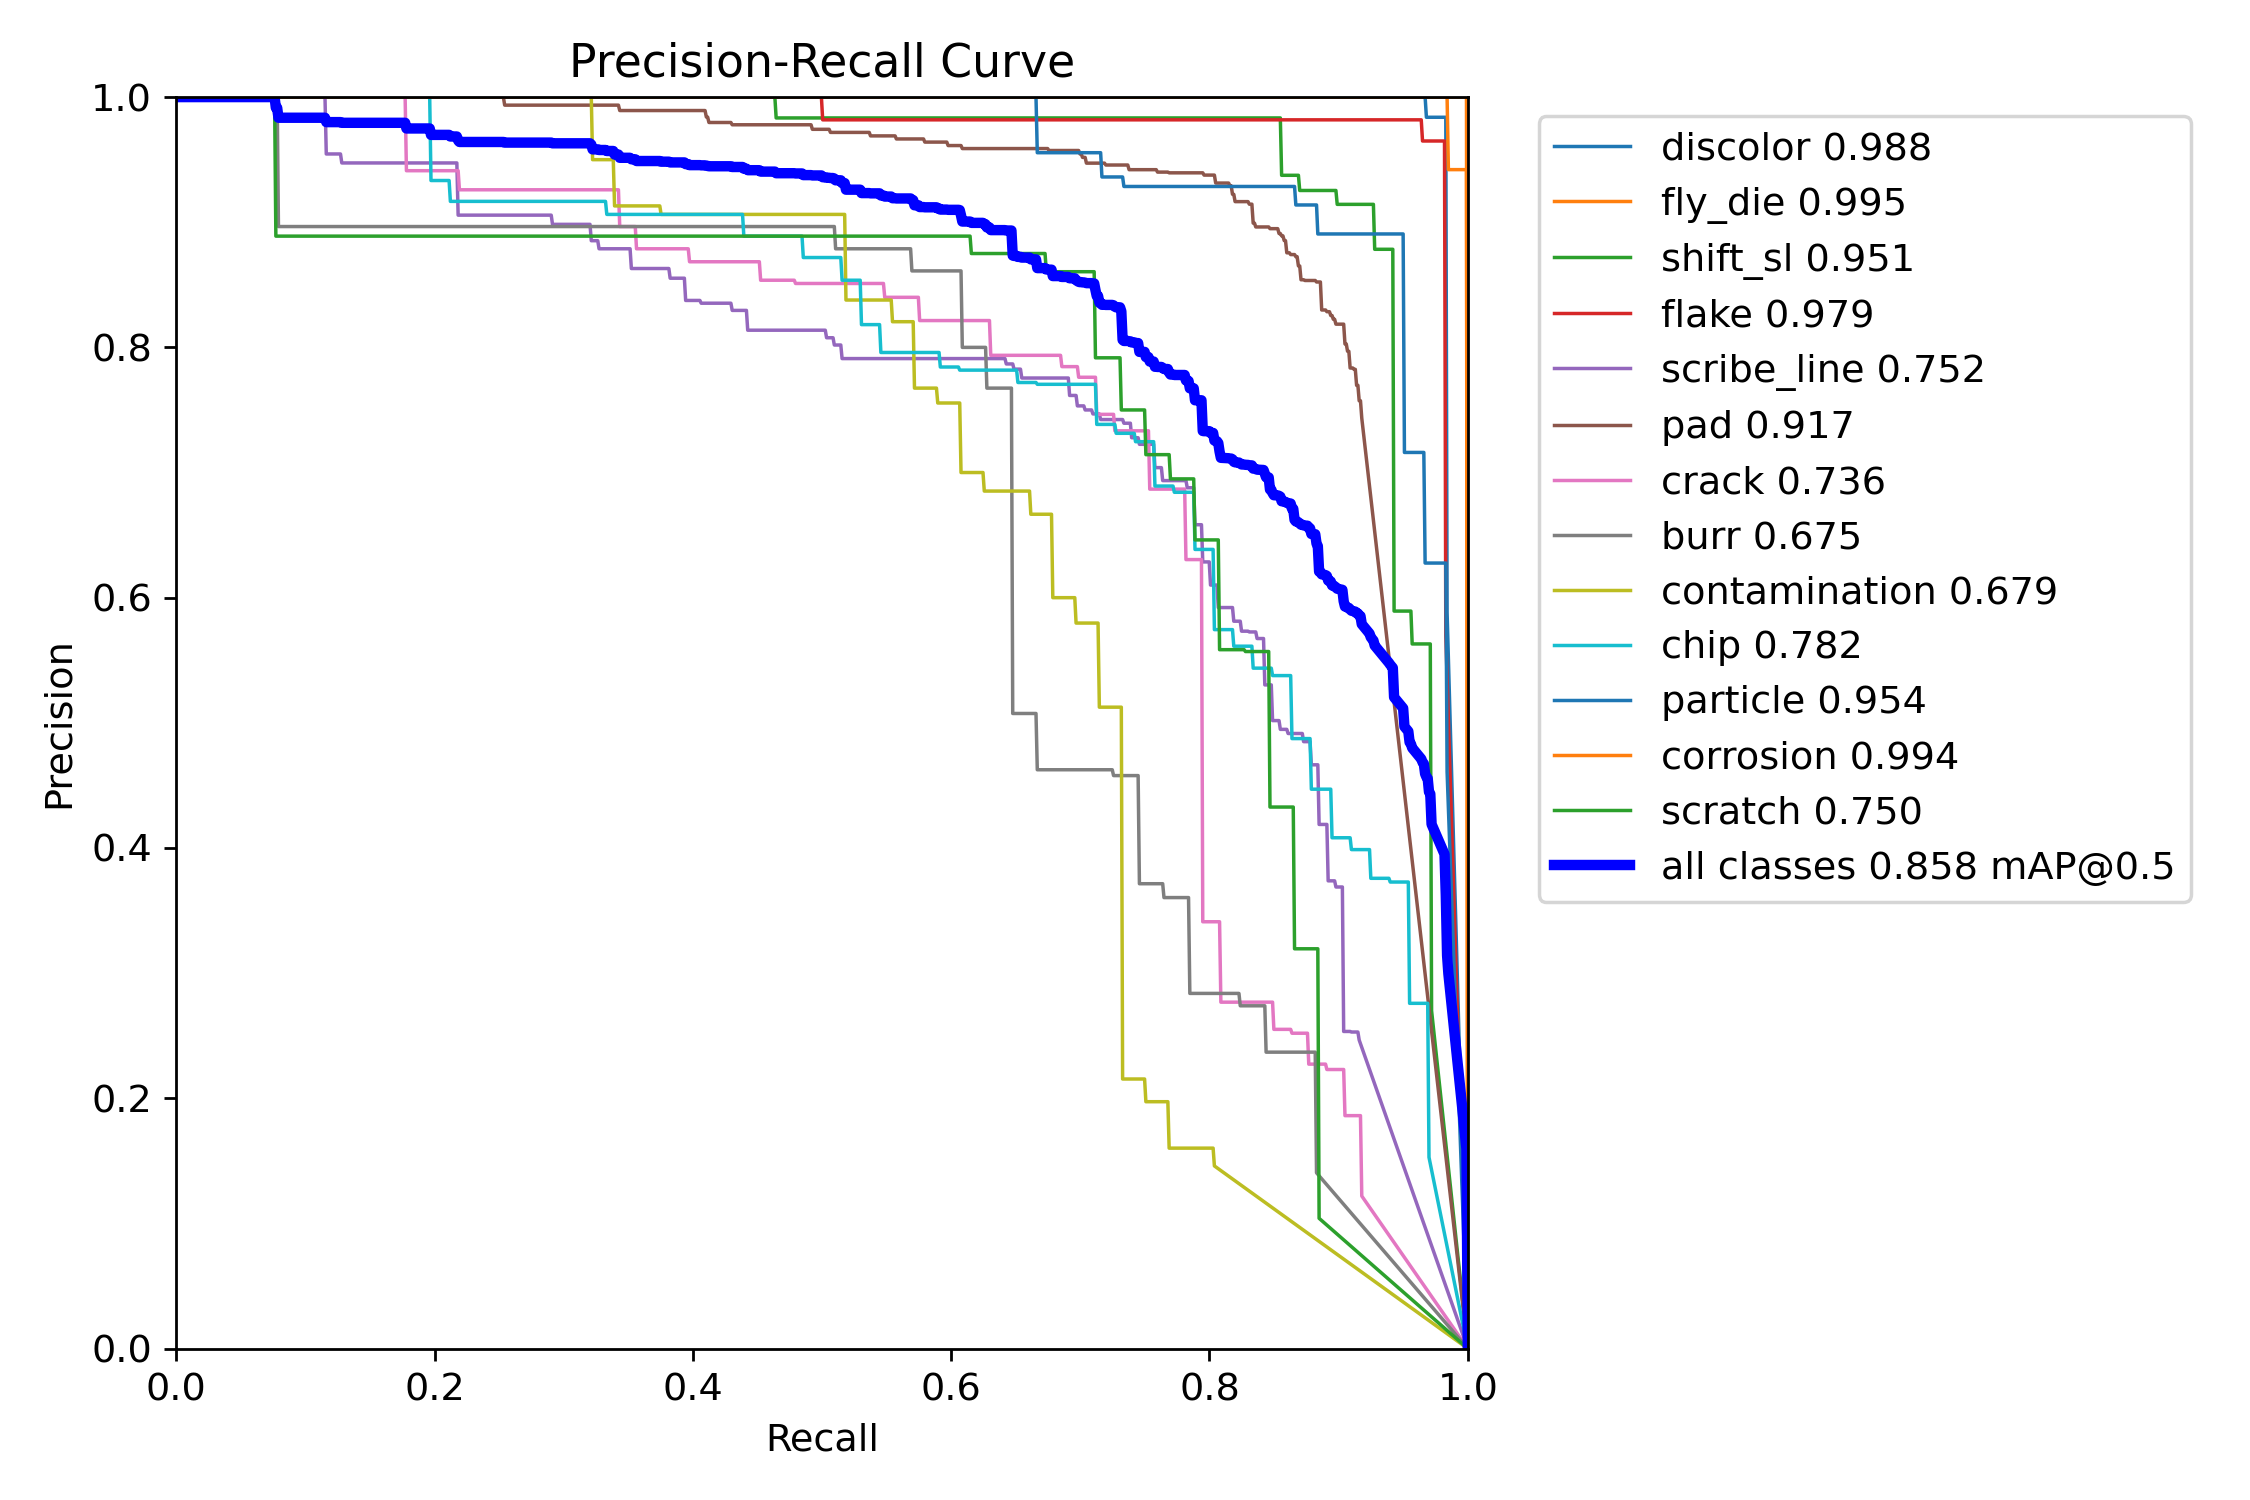 Precision-Recall Curve
1.0
0.8
0.6
0.4
0.2
0.0
Precision
0.0 0.2 0.4 0.6 0.8 1.0
Recall
discolor 0.988
fly_die 0.995
shift_sl 0.951
flake 0.979
scribe_line 0.752
pad 0.917
crack 0.736
burr 0.675
contamination 0.679
chip 0.782
particle 0.954
corrosion 0.994
scratch 0.750
all classes 0.858 mAP@0.5